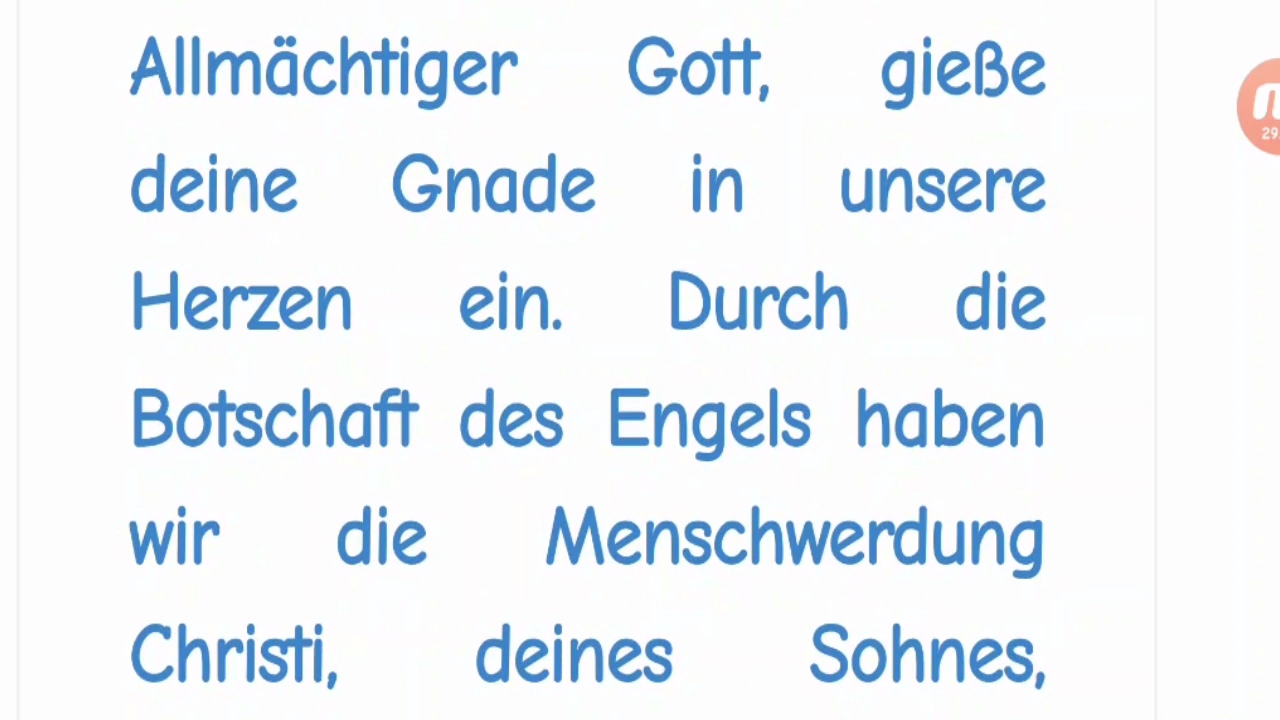 Allmächtiger Gott, gieße
deine Gnade in unsere
Herzen ein. Durch die
Botschaft des Engels haben
wir die Menschwerdung
Christi, deines Sohnes,